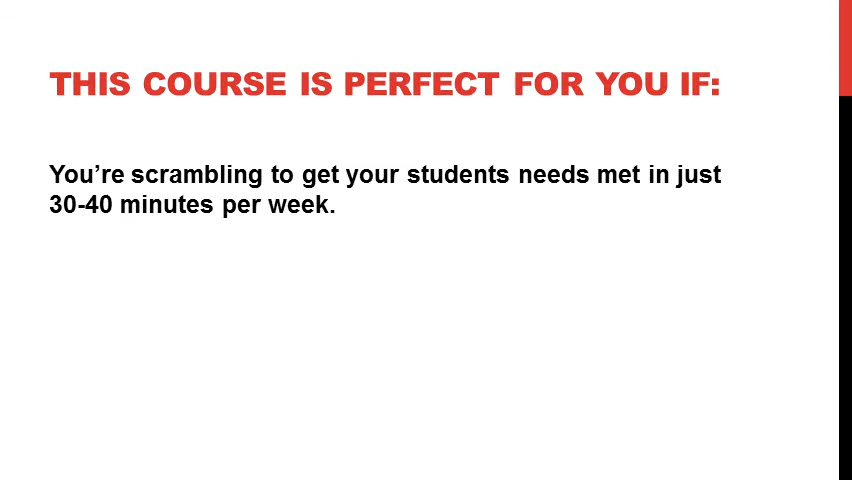 THIS COURSE IS PERFECT FOR YOU IF:
You’re scrambling to get your students needs met in just
30-40 minutes per week.